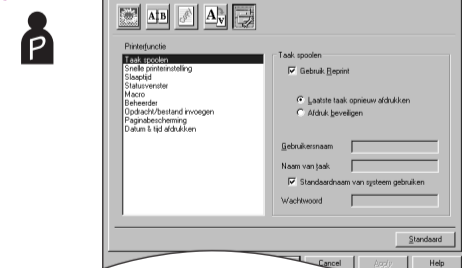 P
A B
A v
Printerfunctie
Taak spoolen
Snelle printerinstelling
Slaaptijd
Statusvenster
Macro
Beheerder
Opdracht/bestand invoegen
Paginabescherming
Datum & tijd afdrukken
Taak spoolen
Gebruik Reprint
Laatste taak opnieuw afdrukken
Afdruk beveiligen
Gebruikersnaam
Naam van taak
Standaardnaam van systeem gebruiken
Wachtwoord
Standaard
Cancel Apply Help